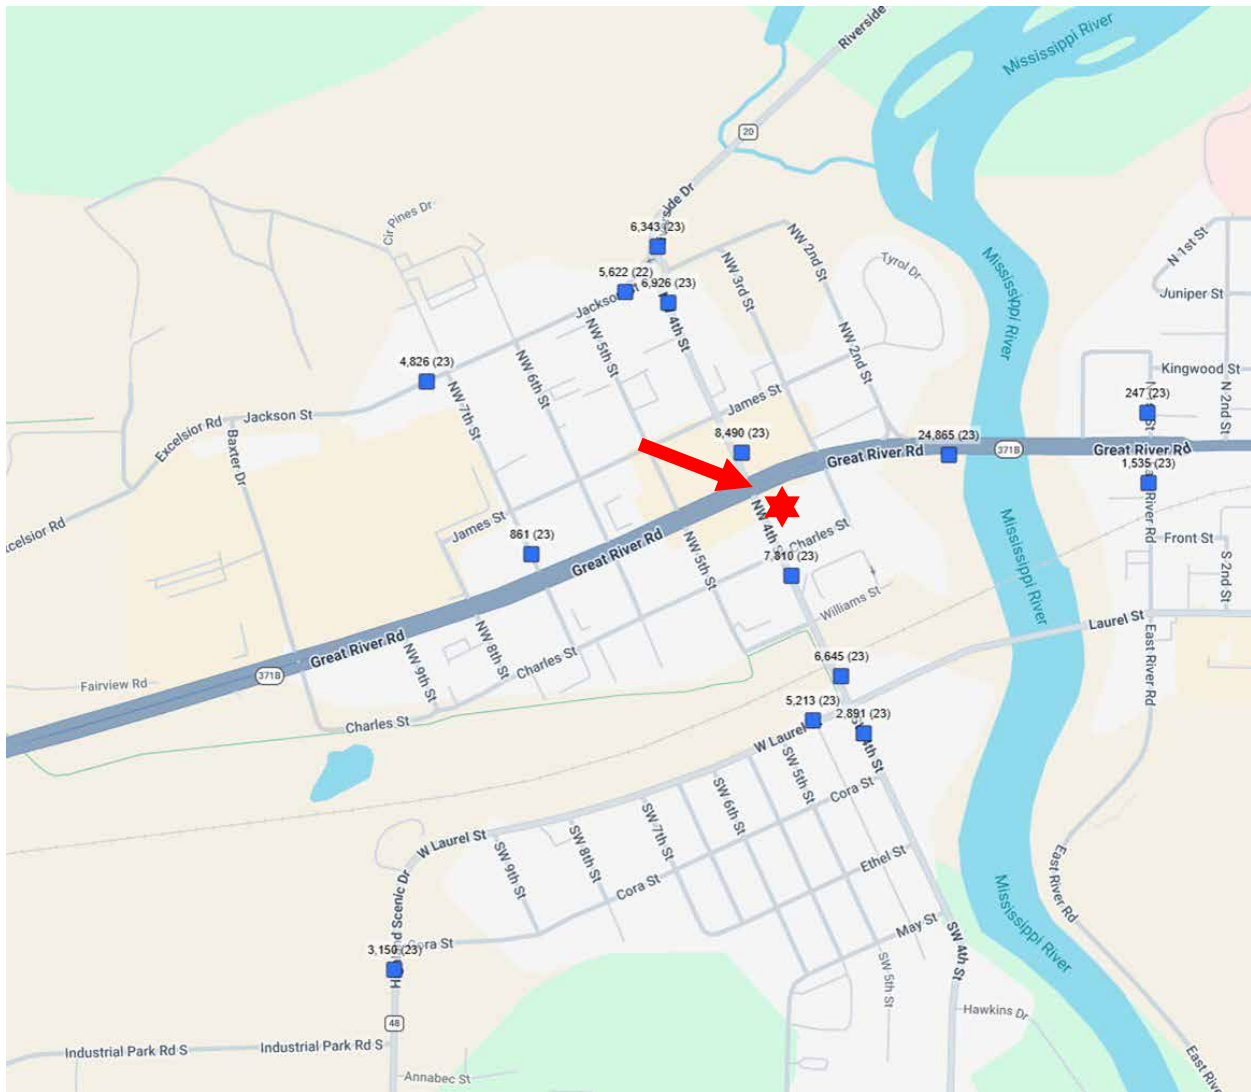 Riverside
Mississippi River
20
Cir Pines Dr
6,343 (23)
erside Dr
NW 2nd St
N 1st St
Mississippi River
Tyrol Dr
5,622 (22)
6,926 (23)
NW 3rd St
Jackson St
4th St
Juniper St
NW 5th St
NW 2nd St
NW 6th St
4,826 (23)
Kingwood St
N 2nd St
247 (23)
NW 7th St
James St
Excelsior Rd
Jackson St
Baxter Dr
8,490 (23)
24,865 (23)
371B
Great River Rd
Great River Rd
1,535 (23)
River Rd
NW 4th S
James St
Charles St
861 (23)
Great River Rd
7,810 (23)
Front St
S 2nd St
NW 5th St
Mississippi River
Williams St
Laurel St
East River Rd
Great River Rd
371B
NW 9th St
NW 8th St
Charles St
6,645 (23)
Fairview Rd
5,213 (23)
2,891 (23)
Charles St
W Laurel
4th St
SW 5th St
Cora St
SW 6th St
SW 7th St
W Laurel St
SW 8th St
SW 9th St
Ethel St
East River Rd
Cora St
Mississippi River
May St
SW 4th St
3,150 (23)
Cora St
SW 5th St
48
Hawkins Dr
Industrial Park Rd S
Industrial Park Rd S
Annabec St
East Rive